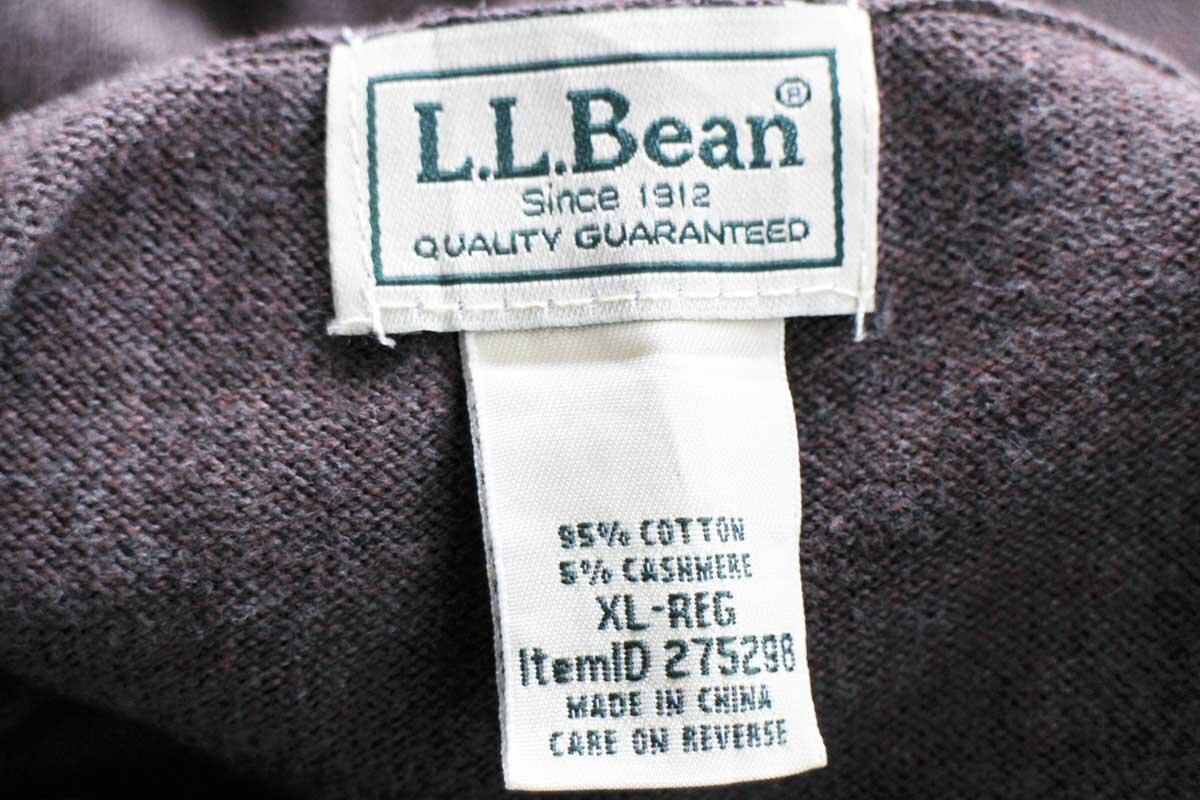 L.L.Bean®
Since 1912
QUALITY GUARANTEED
95% COTTON
5% CASHMERE
XL-REG
ItemID 275298
MADE IN CHINA
CARE ON REVERSE